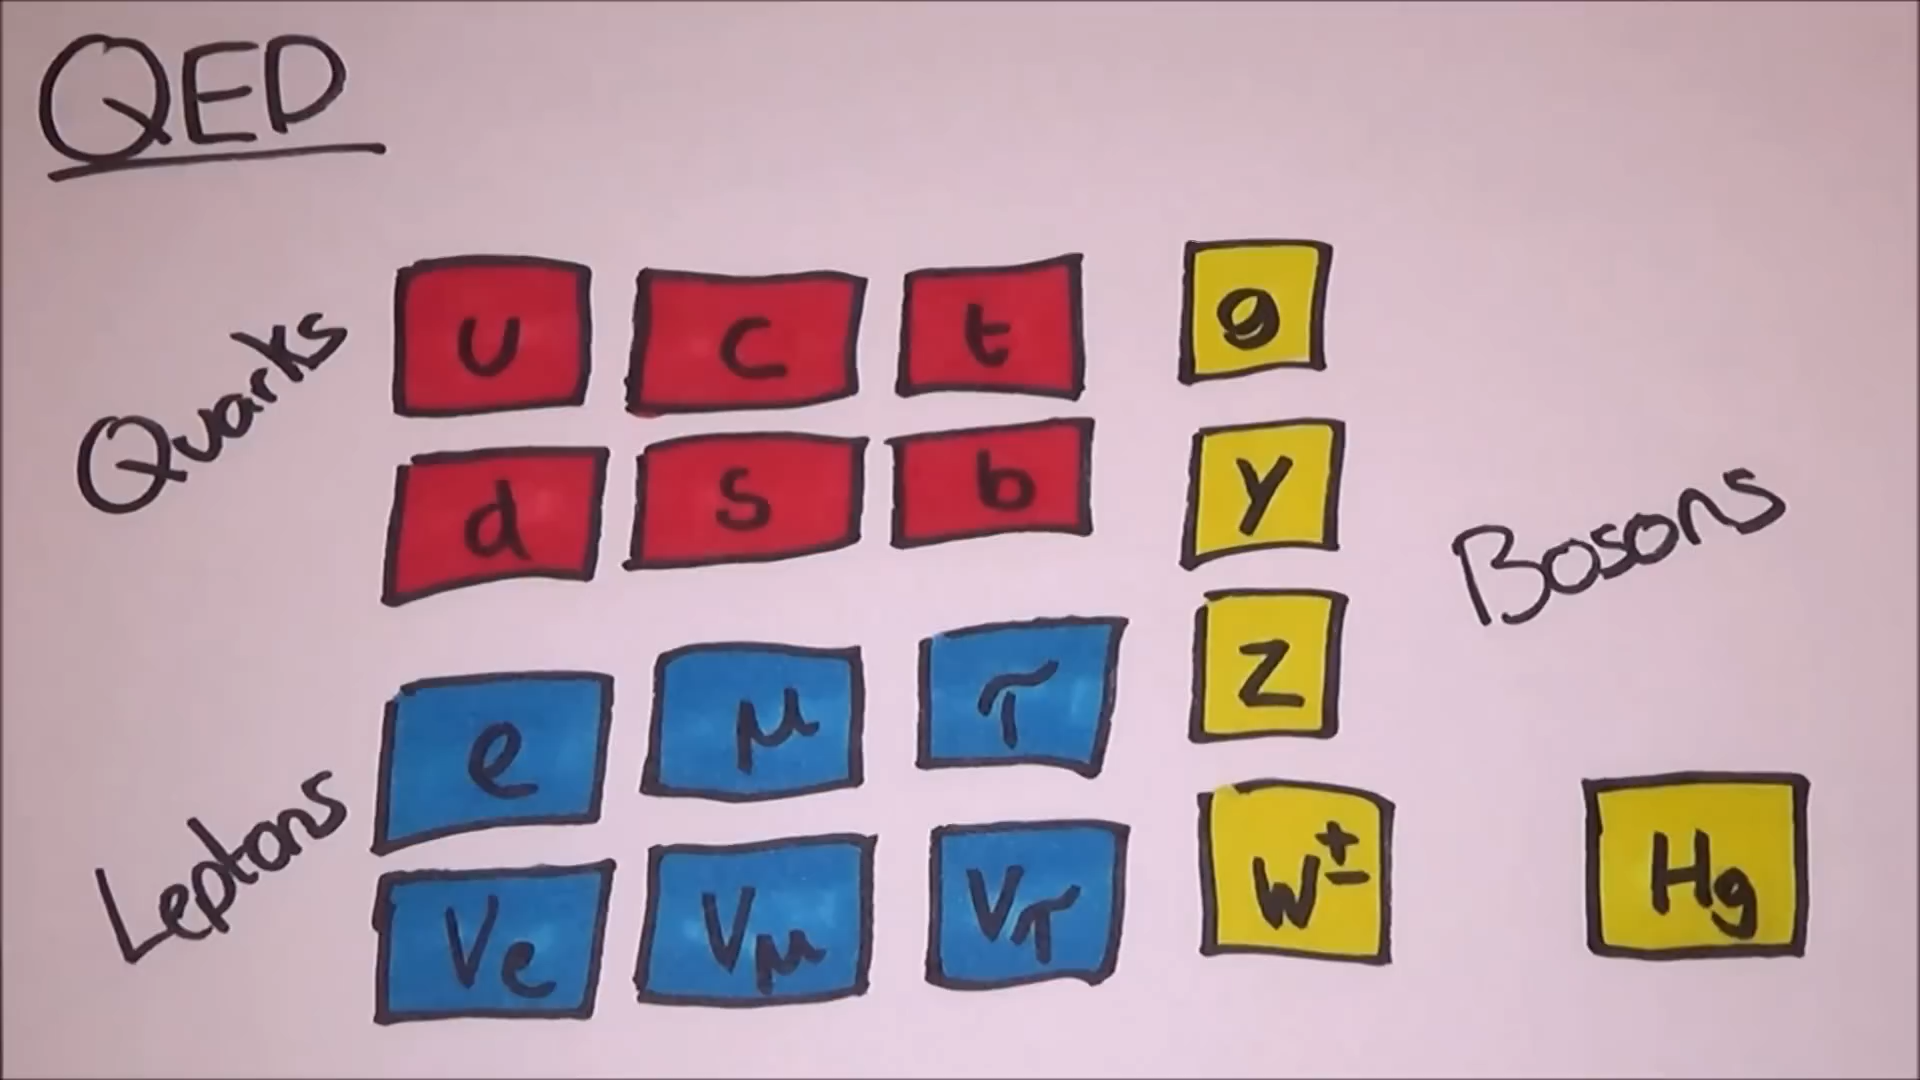 QED
Quarks
u c t g
d s b γ
Bosons
e μ τ Z
Leptons
νe νμ ντ W±
Hg